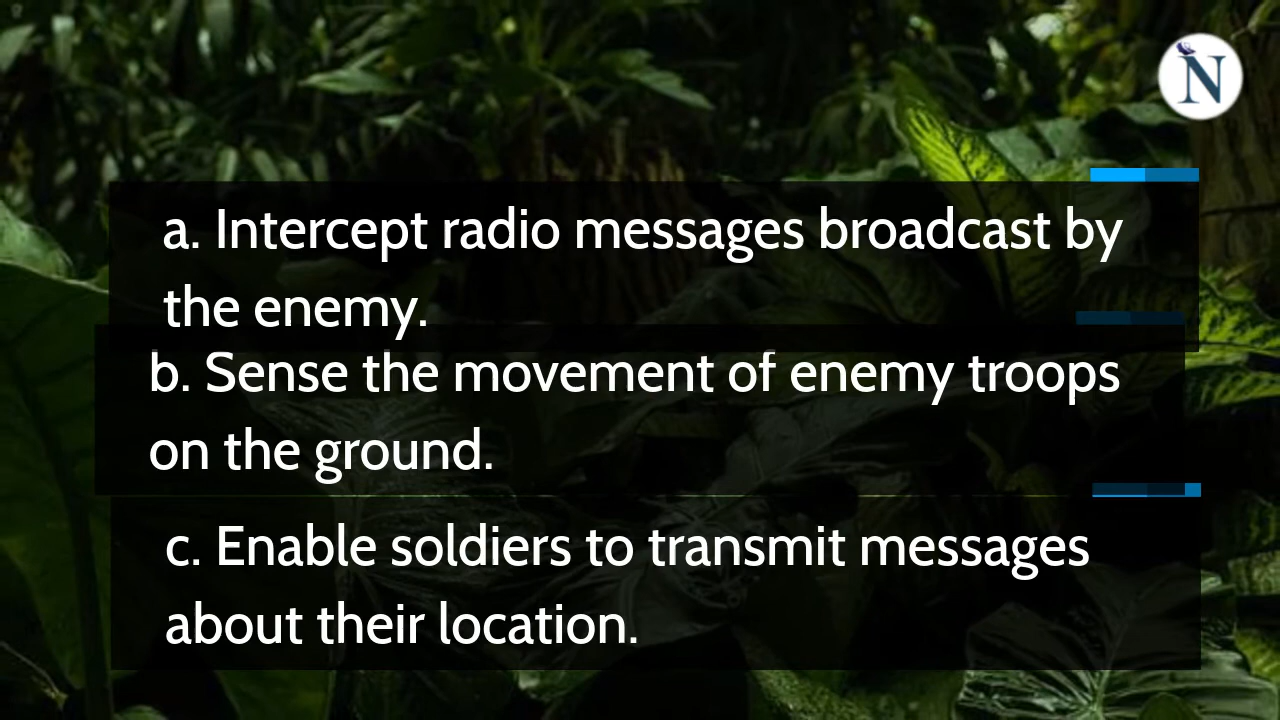 N
a. Intercept radio messages broadcast by
the enemy.
b. Sense the movement of enemy troops
on the ground.
c. Enable soldiers to transmit messages
about their location.